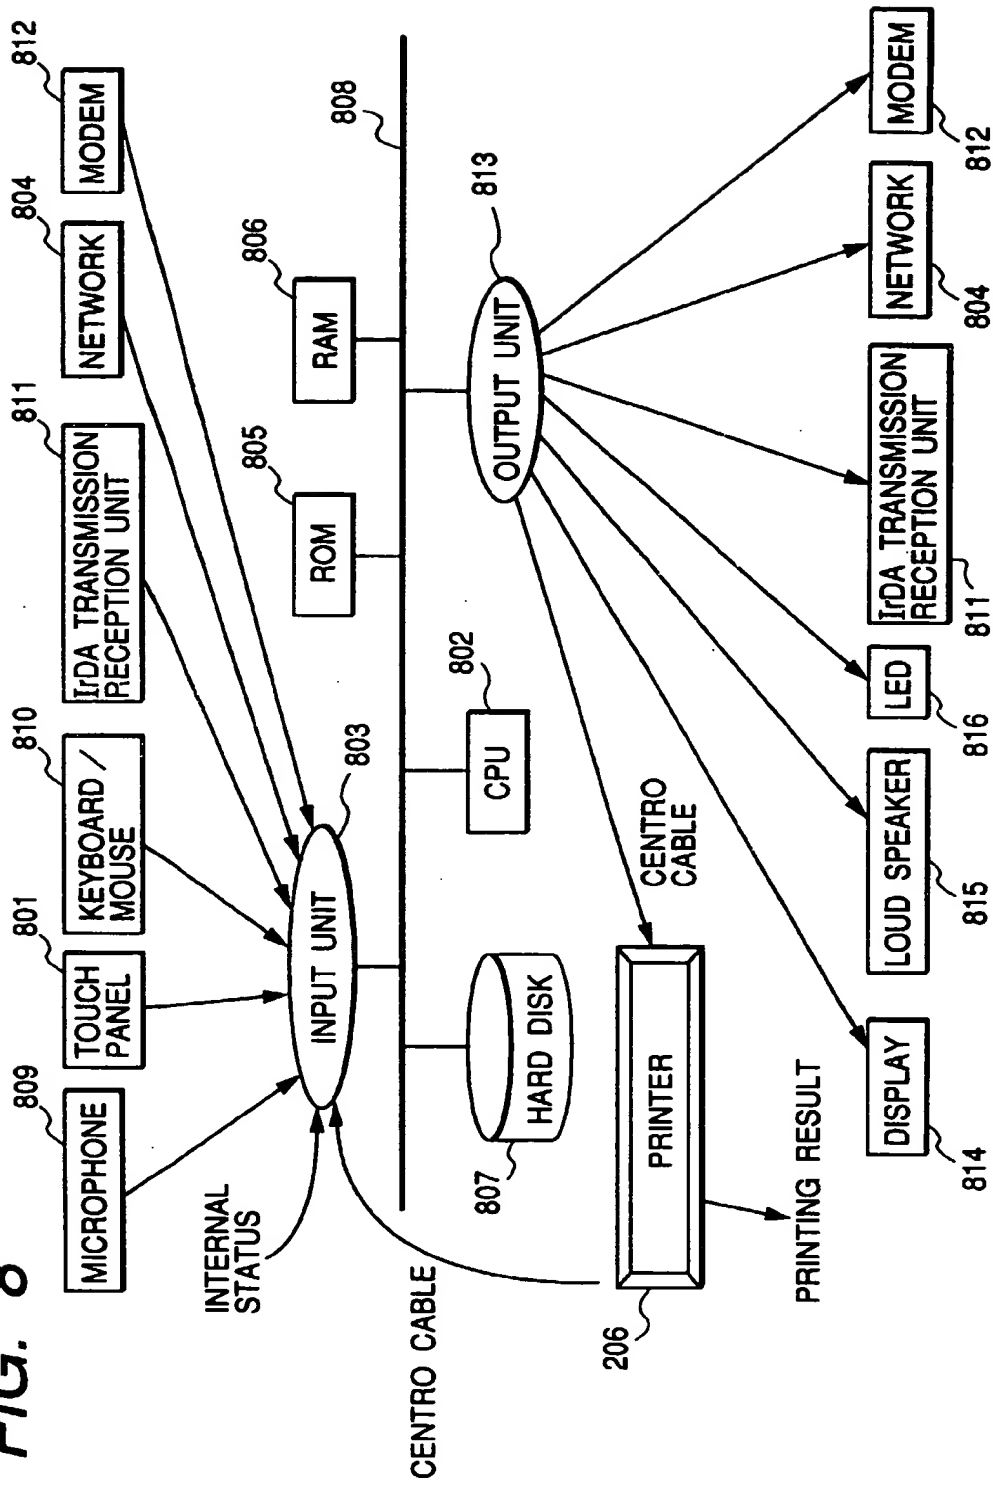 FIG. 8
809
801
810
811
804
812
MICROPHONE
TOUCH
PANEL
KEYBOARD /
MOUSE
IrDA TRANSMISSION
RECEPTION UNIT
NETWORK
MODEM
INTERNAL
STATUS
INPUT UNIT
803
805
ROM
806
RAM
808
CENTRO CABLE
807
HARD DISK
802
CPU
813
OUTPUT UNIT
206
PRINTER
CENTRO
CABLE
PRINTING RESULT
DISPLAY
LOUD SPEAKER
LED
IrDA TRANSMISSION
RECEPTION UNIT
NETWORK
MODEM
814
815
816
811
804
812